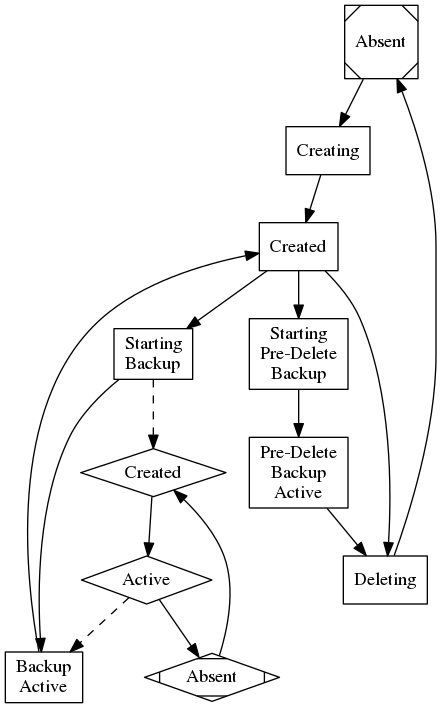 Absent
Creating
Created
Starting
Backup
Starting
Pre-Delete
Backup
Created
Pre-Delete
Backup
Active
Active
Deleting
Backup
Active
Absent